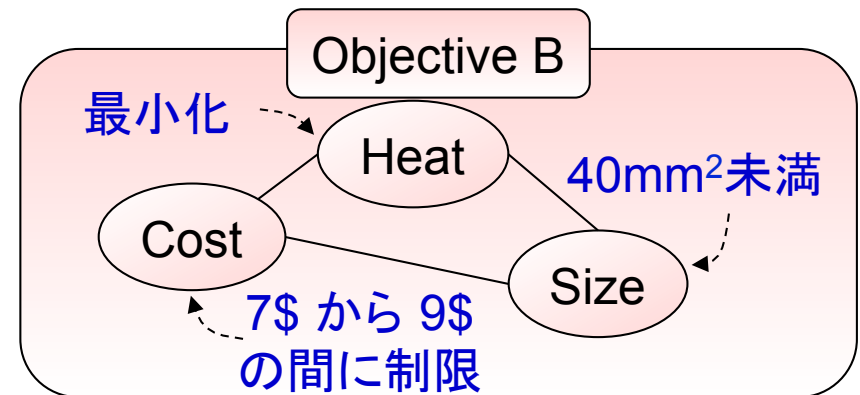 Objective B
最小化
Heat
40mm²未満
Cost
Size
7$ から 9$
の間に制限